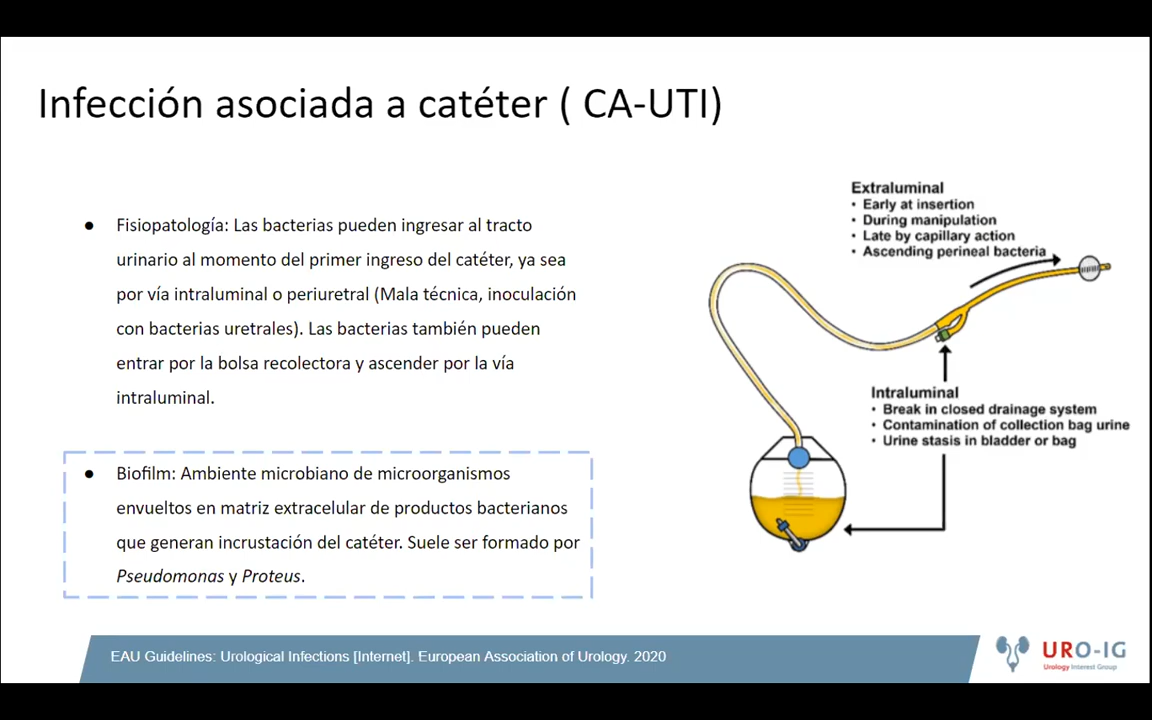 Infección asociada a catéter ( CA-UTI)
● Fisiopatología: Las bacterias pueden ingresar al tracto
urinario al momento del primer ingreso del catéter, ya sea
por vía intraluminal o periuretral (Mala técnica, inoculación
con bacterias uretrales). Las bacterias también pueden
entrar por la bolsa recolectora y ascender por la vía
intraluminal.
● Biofilm: Ambiente microbiano de microorganismos
envueltos en matriz extracelular de productos bacterianos
que generan incrustación del catéter. Suele ser formado por
Pseudomonas y Proteus.
Extraluminal
• Early at insertion
• During manipulation
• Late by capillary action
• Ascending perineal bacteria
Intraluminal
• Break in closed drainage system
• Contamination of collection bag urine
• Urine stasis in bladder or bag
EAU Guidelines: Urological Infections [Internet]. European Association of Urology. 2020
URO-IG
Urology Interest Group